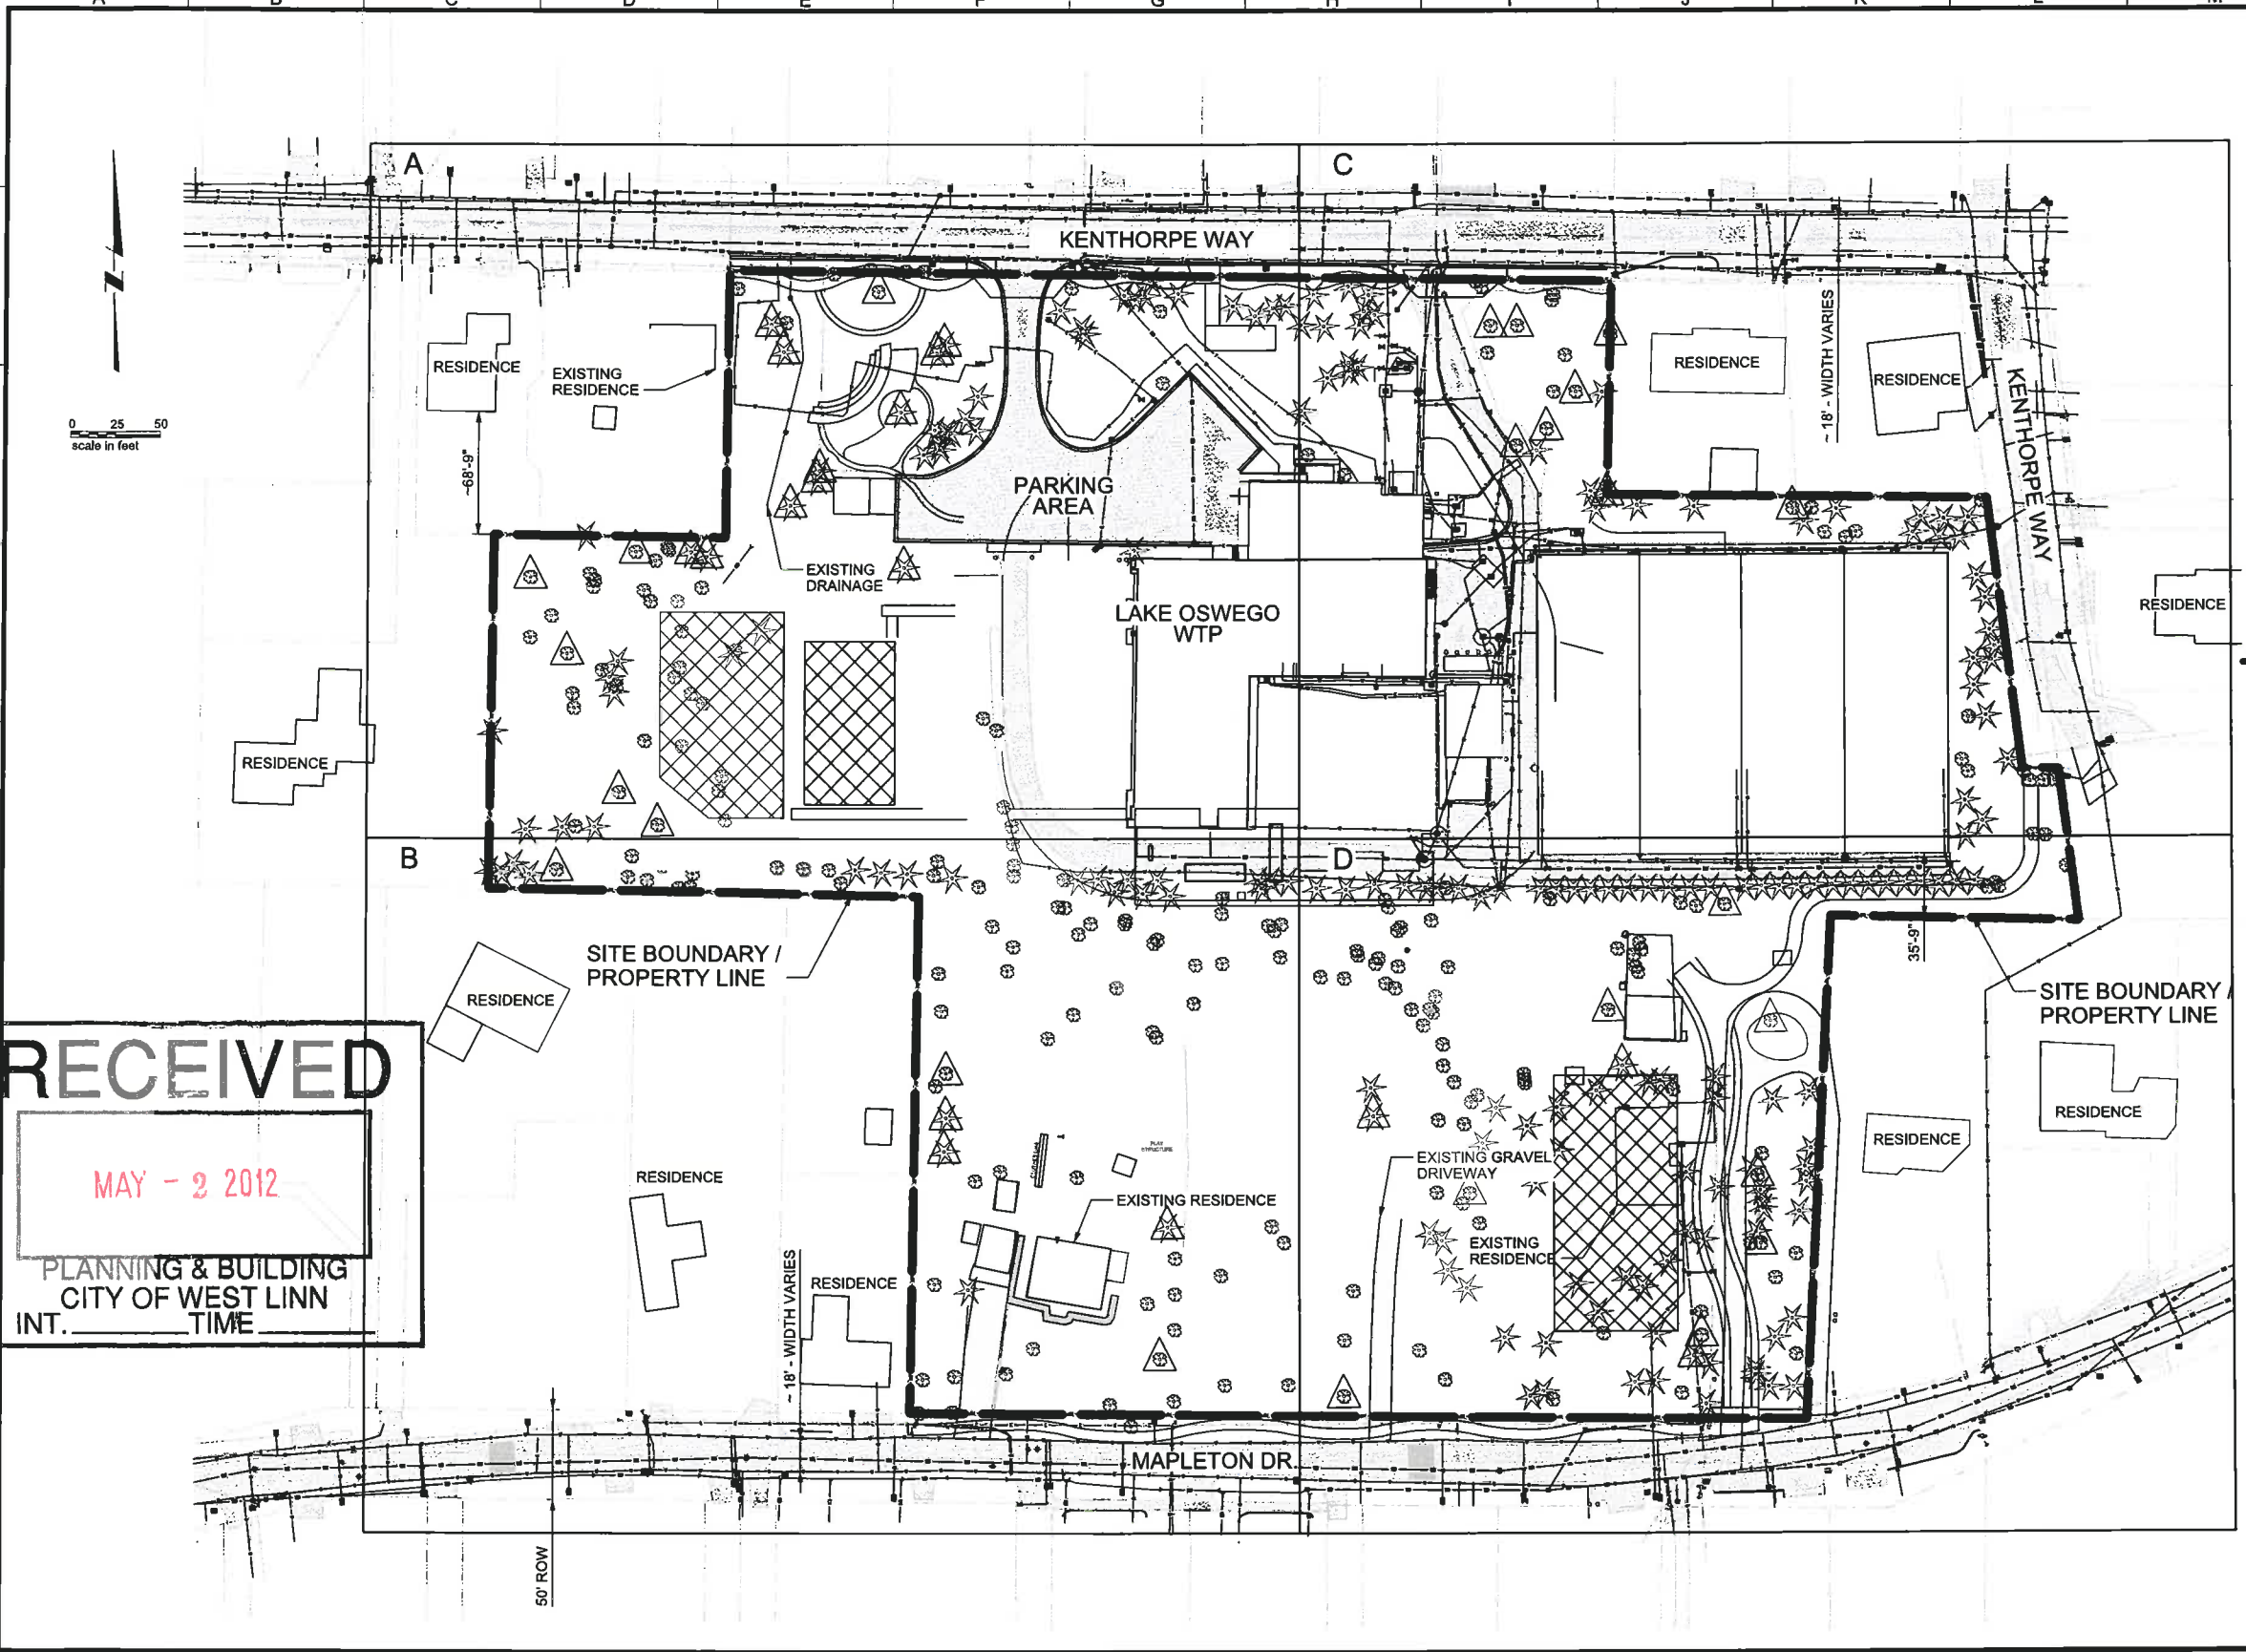 A
C
KENTHORPE WAY
RESIDENCE
EXISTING
RESIDENCE
~68'-9"
0 25 50
scale in feet
N
PARKING
AREA
EXISTING
DRAINAGE
LAKE OSWEGO
WTP
RESIDENCE
~ 18' - WIDTH VARIES
RESIDENCE
KENTHORPE WAY
RESIDENCE
RESIDENCE
B
D
SITE BOUNDARY /
PROPERTY LINE
RESIDENCE
35'-9"
SITE BOUNDARY /
PROPERTY LINE
RESIDENCE
RESIDENCE
RECEIVED
MAY - 2 2012
PLANNING & BUILDING
CITY OF WEST LINN
INT. TIME
RESIDENCE
PLAY
STRUCTURE
EXISTING RESIDENCE
EXISTING GRAVEL
DRIVEWAY
EXISTING
RESIDENCE
~ 18' - WIDTH VARIES
RESIDENCE
MAPLETON DR.
50' ROW